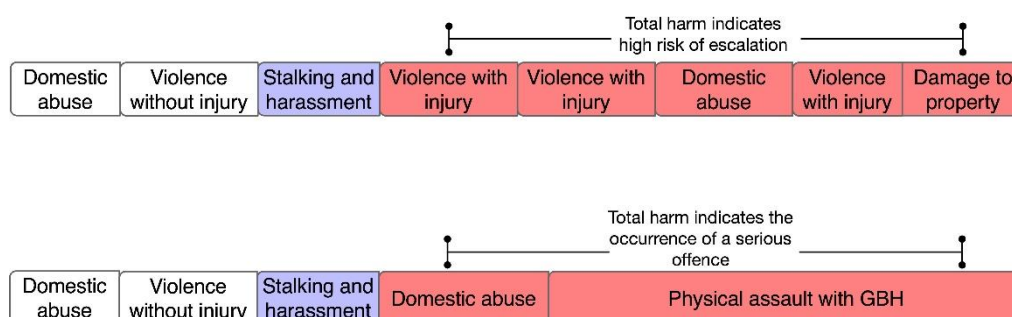 Total harm indicates
high risk of escalation
Domestic abuse
Violence without injury
Stalking and harassment
Violence with injury
Violence with injury
Domestic abuse
Violence with injury
Damage to property
Total harm indicates the
occurrence of a serious
offence
Domestic abuse
Violence without injury
Stalking and harassment
Domestic abuse
Physical assault with GBH